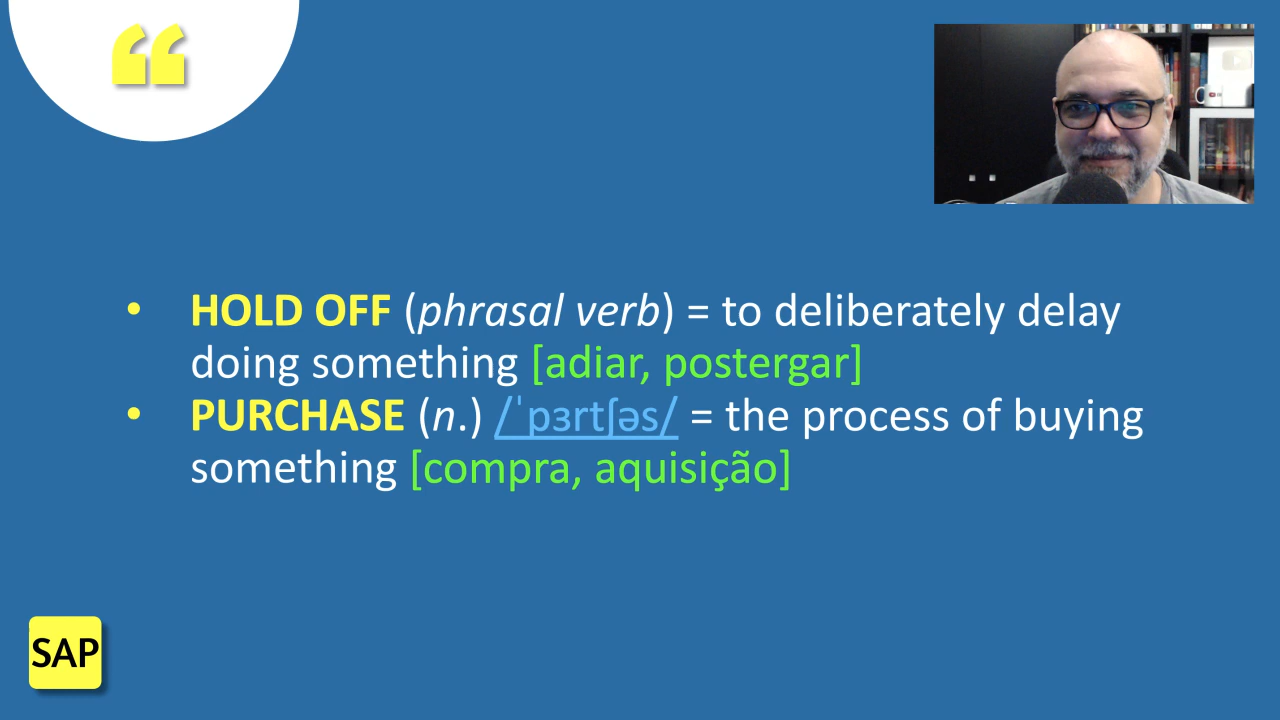 “
• HOLD OFF (phrasal verb) = to deliberately delay
doing something [adiar, postergar]
• PURCHASE (n.) /ˈpɜrtʃəs/ = the process of buying
something [compra, aquisição]
SAP